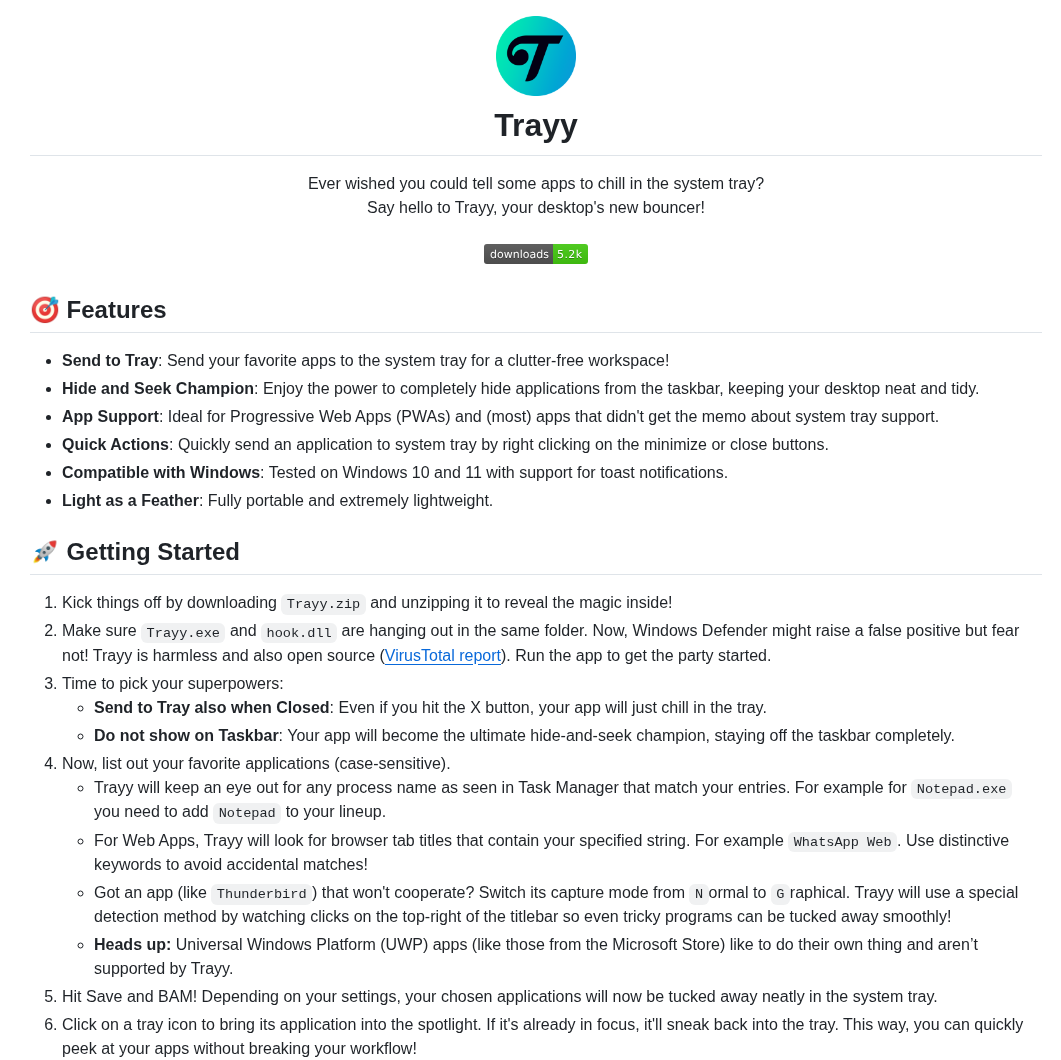 T
Trayy
Ever wished you could tell some apps to chill in the system tray?
Say hello to Trayy, your desktop's new bouncer!
downloads 5.2k
🎯 Features
• Send to Tray: Send your favorite apps to the system tray for a clutter-free workspace!
• Hide and Seek Champion: Enjoy the power to completely hide applications from the taskbar, keeping your desktop neat and tidy.
• App Support: Ideal for Progressive Web Apps (PWAs) and (most) apps that didn't get the memo about system tray support.
• Quick Actions: Quickly send an application to system tray by right clicking on the minimize or close buttons.
• Compatible with Windows: Tested on Windows 10 and 11 with support for toast notifications.
• Light as a Feather: Fully portable and extremely lightweight.
🚀 Getting Started
1. Kick things off by downloading Trayy.zip and unzipping it to reveal the magic inside!
2. Make sure Trayy.exe and hook.dll are hanging out in the same folder. Now, Windows Defender might raise a false positive but fear
not! Trayy is harmless and also open source (VirusTotal report). Run the app to get the party started.
3. Time to pick your superpowers:
◦ Send to Tray also when Closed: Even if you hit the X button, your app will just chill in the tray.
◦ Do not show on Taskbar: Your app will become the ultimate hide-and-seek champion, staying off the taskbar completely.
4. Now, list out your favorite applications (case-sensitive).
◦ Trayy will keep an eye out for any process name as seen in Task Manager that match your entries. For example for Notepad.exe
you need to add Notepad to your lineup.
◦ For Web Apps, Trayy will look for browser tab titles that contain your specified string. For example WhatsApp Web. Use distinctive
keywords to avoid accidental matches!
◦ Got an app (like Thunderbird) that won't cooperate? Switch its capture mode from Normal to Graphical. Trayy will use a special
detection method by watching clicks on the top-right of the titlebar so even tricky programs can be tucked away smoothly!
◦ Heads up: Universal Windows Platform (UWP) apps (like those from the Microsoft Store) like to do their own thing and aren’t
supported by Trayy.
5. Hit Save and BAM! Depending on your settings, your chosen applications will now be tucked away neatly in the system tray.
6. Click on a tray icon to bring its application into the spotlight. If it's already in focus, it'll sneak back into the tray. This way, you can quickly
peek at your apps without breaking your workflow!